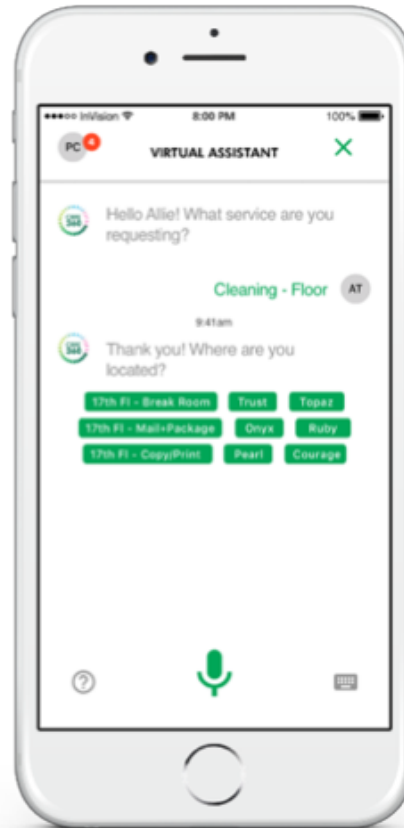 ●●●●○ InVision 8:00 PM 100%
PC 4 VIRTUAL ASSISTANT ✕
Hello Allie! What service are you
requesting?
Cleaning - Floor AT
9:41am
Thank you! Where are you
located?
17th Fl - Break Room Trust Topaz
17th Fl - Mail+Package Onyx Ruby
17th Fl - Copy/Print Pearl Courage
?